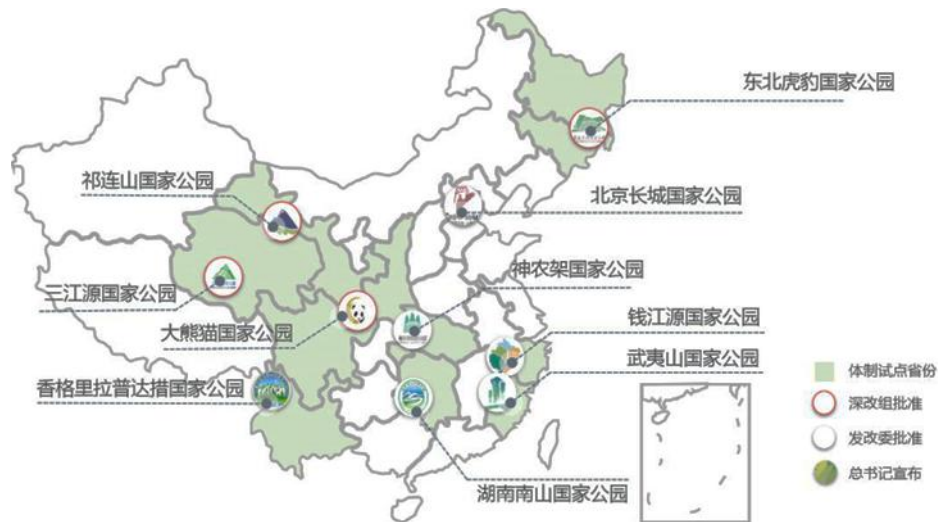 东北虎豹国家公园
祁连山国家公园
北京长城国家公园
神农架国家公园
三江源国家公园
钱江源国家公园
大熊猫国家公园
武夷山国家公园
香格里拉普达措国家公园
体制试点省份
深改组批准
发改委批准
总书记宣布
湖南南山国家公园